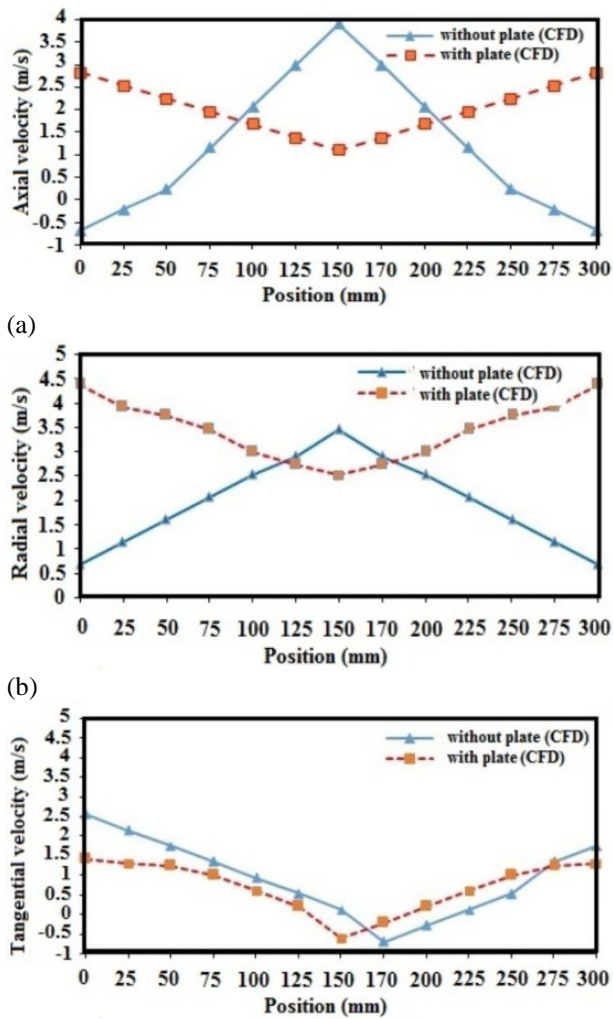 4
3.5
3
2.5
2
1.5
1
0.5
0
-0.5
-1
Axial velocity (m/s)
without plate (CFD)
with plate (CFD)
0 25 50 75 100 125 150 170 200 225 250 275 300
Position (mm)
(a)
5
4.5
4
3.5
3
2.5
2
1.5
1
0.5
0
Radial velocity (m/s)
without plate (CFD)
with plate (CFD)
0 25 50 75 100 125 150 175 200 225 250 275 300
Position (mm)
(b)
5
4.5
4
3.5
3
2.5
2
1.5
1
0.5
0
-0.5
-1
Tangential velocity (m/s)
without plate (CFD)
with plate (CFD)
0 25 50 75 100 125 150 175 200 225 250 275 300
Position (mm)